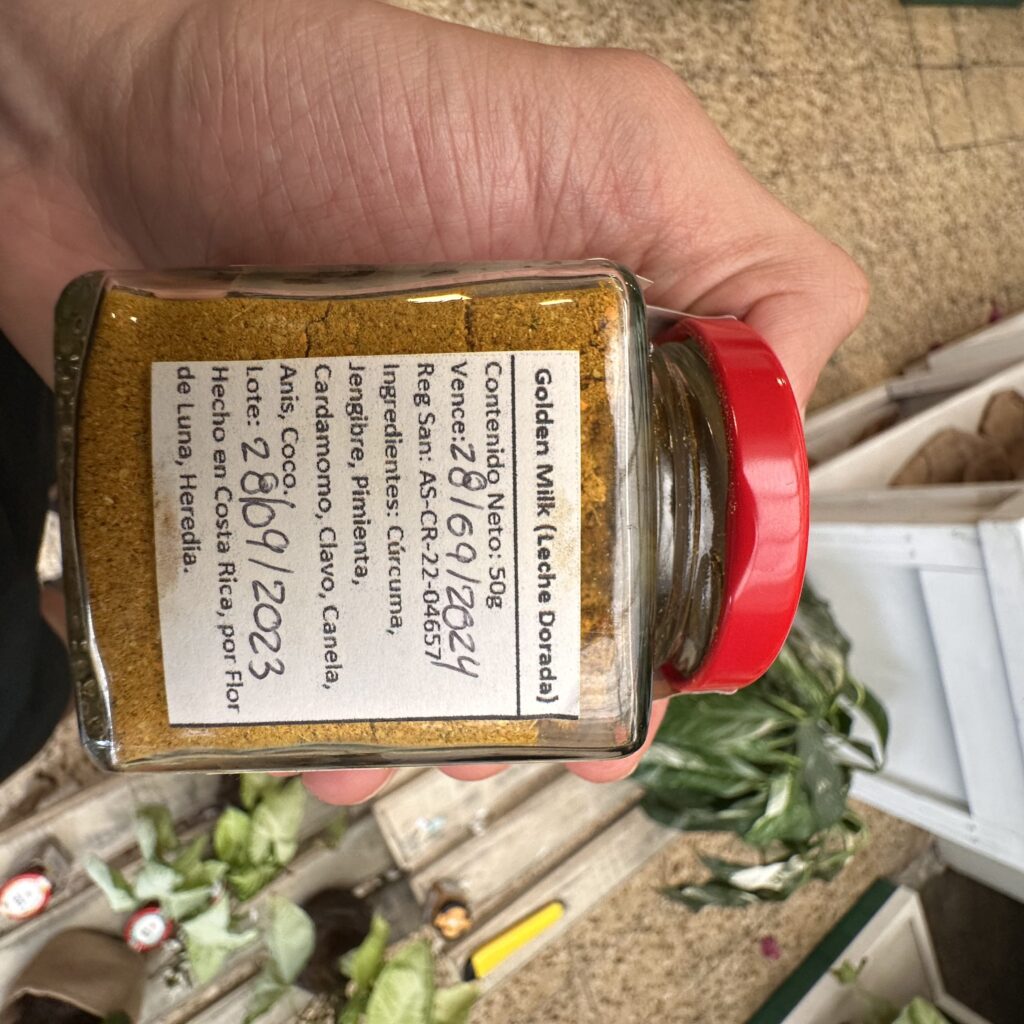 Golden Milk (Leche Dorada)
Contenido Neto: 50g
Vence: 28/09/2024
Reg San: AS-CR-22-04657
Ingredientes: Cúrcuma,
Jengibre, Pimienta,
Cardamomo, Clavo, Canela,
Anis, Coco.
Lote: 28/09/2023
Hecho en Costa Rica, por Flor
de Luna, Heredia.